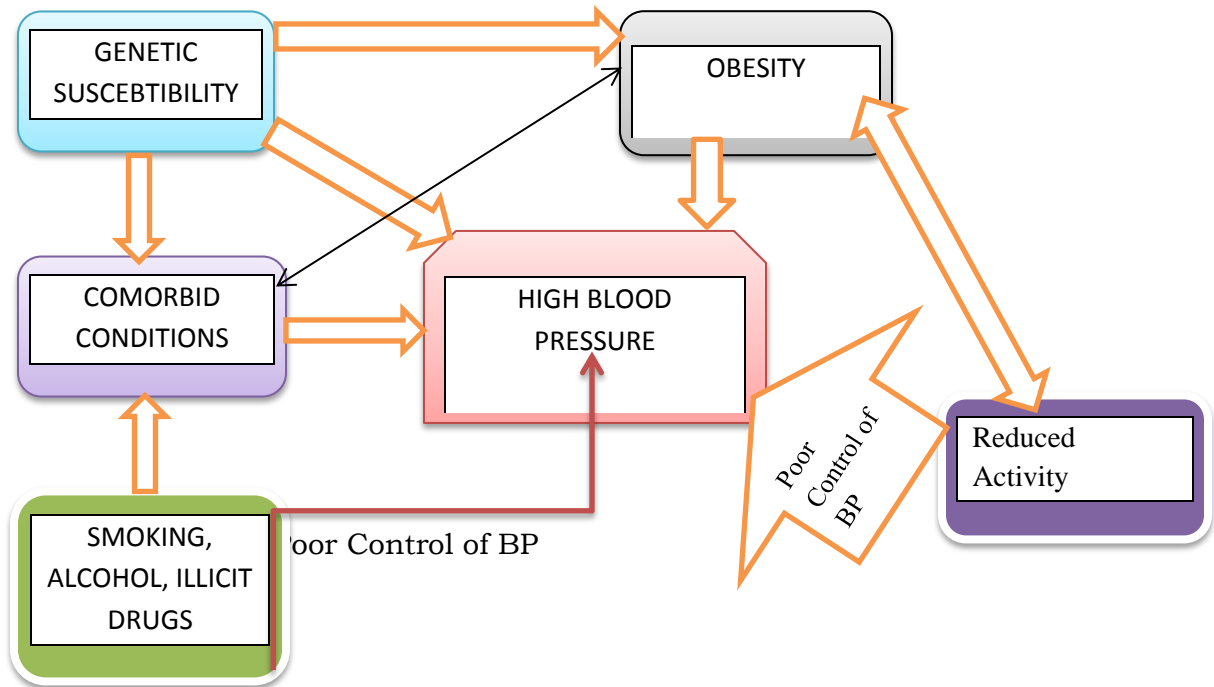 GENETIC
SUSCEBTIBILITY
OBESITY
COMORBID
CONDITIONS
HIGH BLOOD
PRESSURE
Reduced
Activity
Poor
Control of
BP
SMOKING,
ALCOHOL, ILLICIT
DRUGS
Poor Control of BP